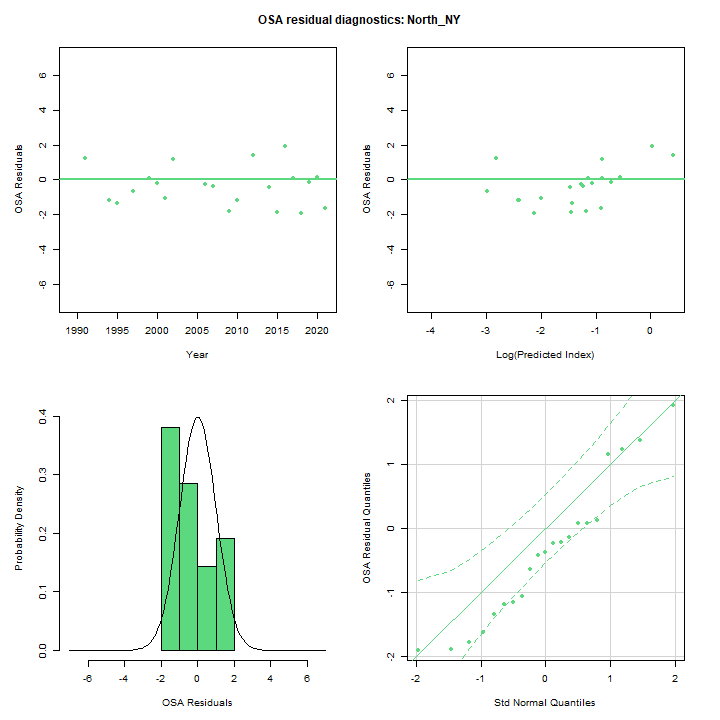 OSA residual diagnostics: North_NY
OSA Residuals
6
4
2
0
-2
-4
-6
1990 1995 2000 2005 2010 2015 2020
Year
OSA Residuals
6
4
2
0
-2
-4
-6
-4 -3 -2 -1 0
Log(Predicted Index)
Probability Density
0.4
0.3
0.2
0.1
0.0
-6 -4 -2 0 2 4 6
OSA Residuals
OSA Residual Quantiles
2
1
0
-1
-2
-2 -1 0 1 2
Std Normal Quantiles